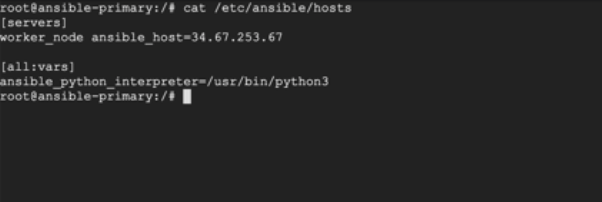 root@ansible-primary:/# cat /etc/ansible/hosts
[servers]
worker_node ansible_host=34.67.253.67
[all:vars]
ansible_python_interpreter=/usr/bin/python3
root@ansible-primary:/#